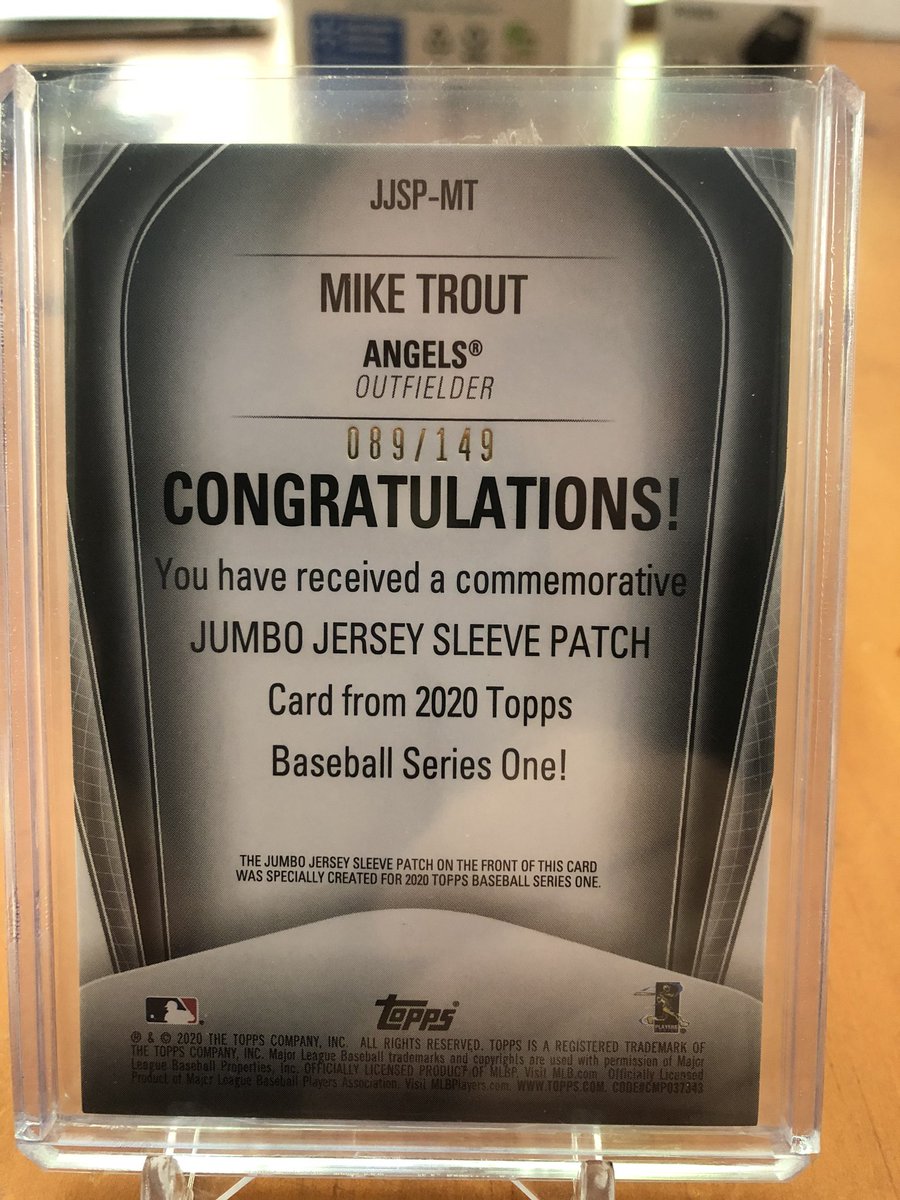 JJSP-MT
MIKE TROUT
ANGELS®
OUTFIELDER
089/149
CONGRATULATIONS!
You have received a commemorative
JUMBO JERSEY SLEEVE PATCH
Card from 2020 Topps
Baseball Series One!
THE JUMBO JERSEY SLEEVE PATCH ON THE FRONT OF THIS CARD
WAS SPECIALLY CREATED FOR 2020 TOPPS BASEBALL SERIES ONE.
topps®
PLAYERS
® & © 2020 THE TOPPS COMPANY, INC. ALL RIGHTS RESERVED. TOPPS IS A REGISTERED TRADEMARK OF
THE TOPPS COMPANY, INC. Major League Baseball trademarks and copyrights are used with permission of Major
League Baseball Properties, Inc. OFFICIALLY LICENSED PRODUCT OF MLBP. Visit MLB.com Officially Licensed
Product of Major League Baseball Players Association. Visit MLBPlayers.com. WWW.TOPPS.COM. CODE#CMP037343